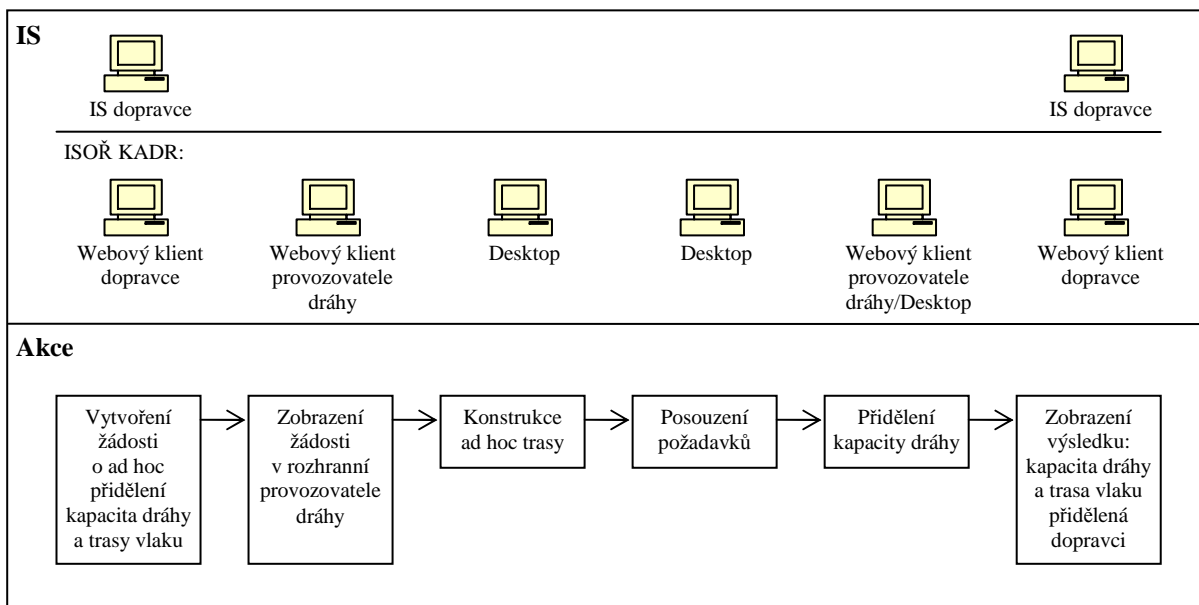 IS
IS dopravce
IS dopravce
ISOŘ KADR:
Webový klient
dopravce
Webový klient
provozovatele
dráhy
Desktop
Desktop
Webový klient
provozovatele
dráhy/Desktop
Webový klient
dopravce
Akce
Vytvoření
žádosti
o ad hoc
přidělení
kapacita dráhy
a trasy vlaku
Zobrazení
žádosti
v rozhranní
provozovatele
dráhy
Konstrukce
ad hoc trasy
Posouzení
požadavků
Přidělení
kapacity dráhy
Zobrazení
výsledku:
kapacita dráhy
a trasa vlaku
přidělená
dopravci